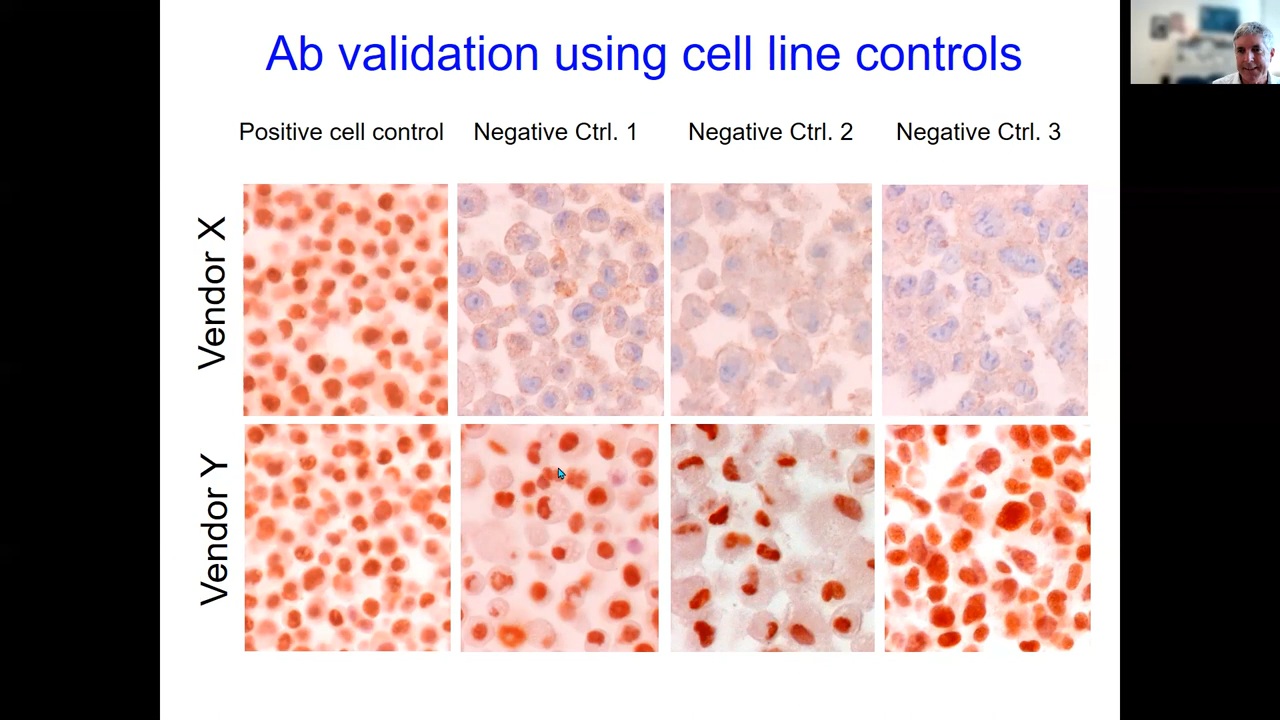 Ab validation using cell line controls
Positive cell control
Negative Ctrl. 1
Negative Ctrl. 2
Negative Ctrl. 3
Vendor X
Vendor Y